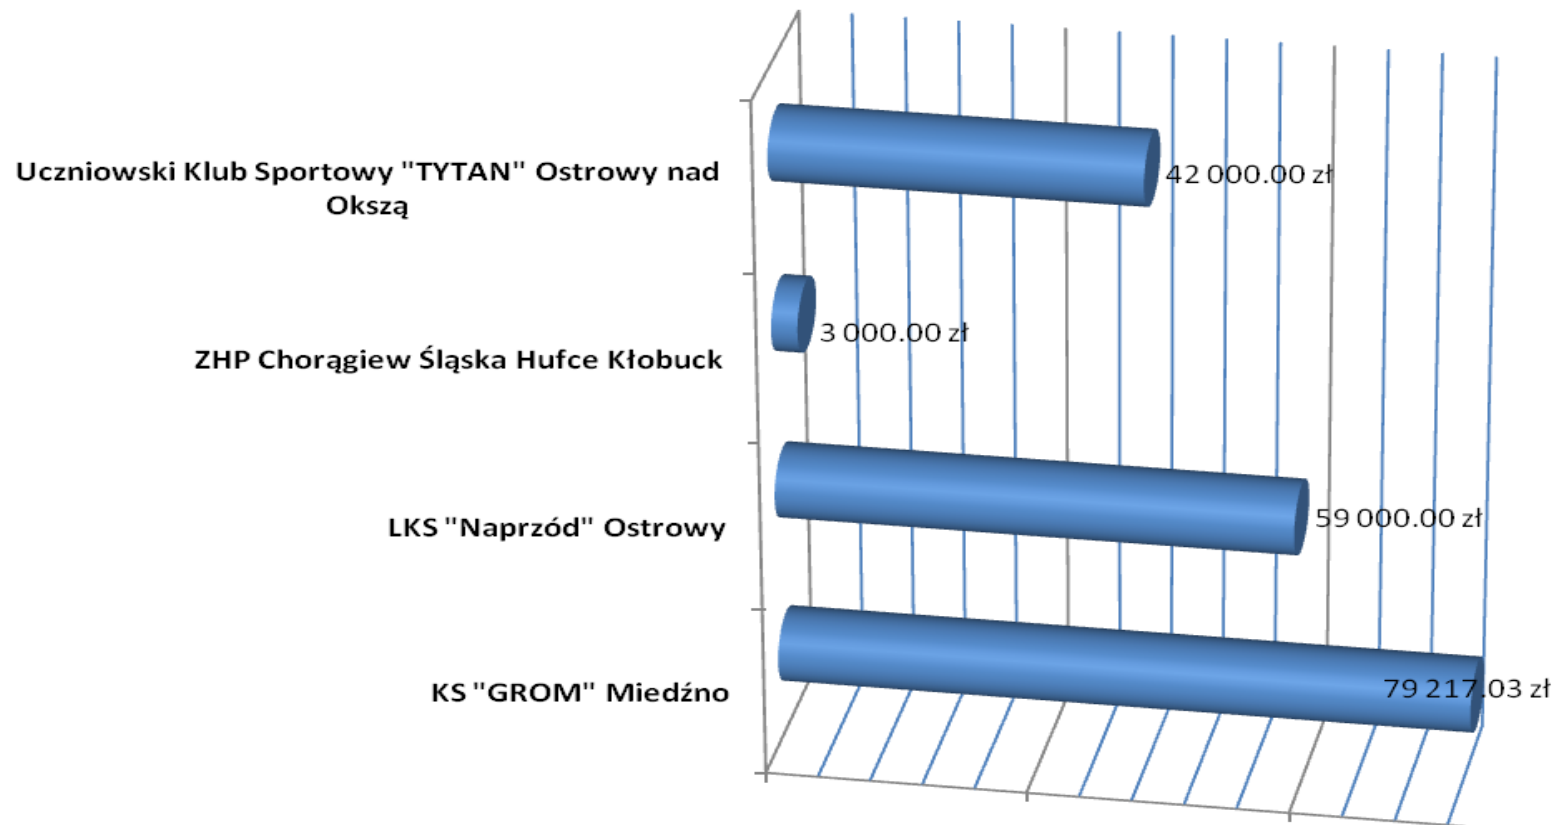 Uczniowski Klub Sportowy "TYTAN" Ostrowy nad
Okszą
42 000.00 zł
ZHP Chorągiew Śląska Hufce Kłobuck
3 000.00 zł
LKS "Naprzód" Ostrowy
59 000.00 zł
KS "GROM" Miedźno
79 217.03 zł